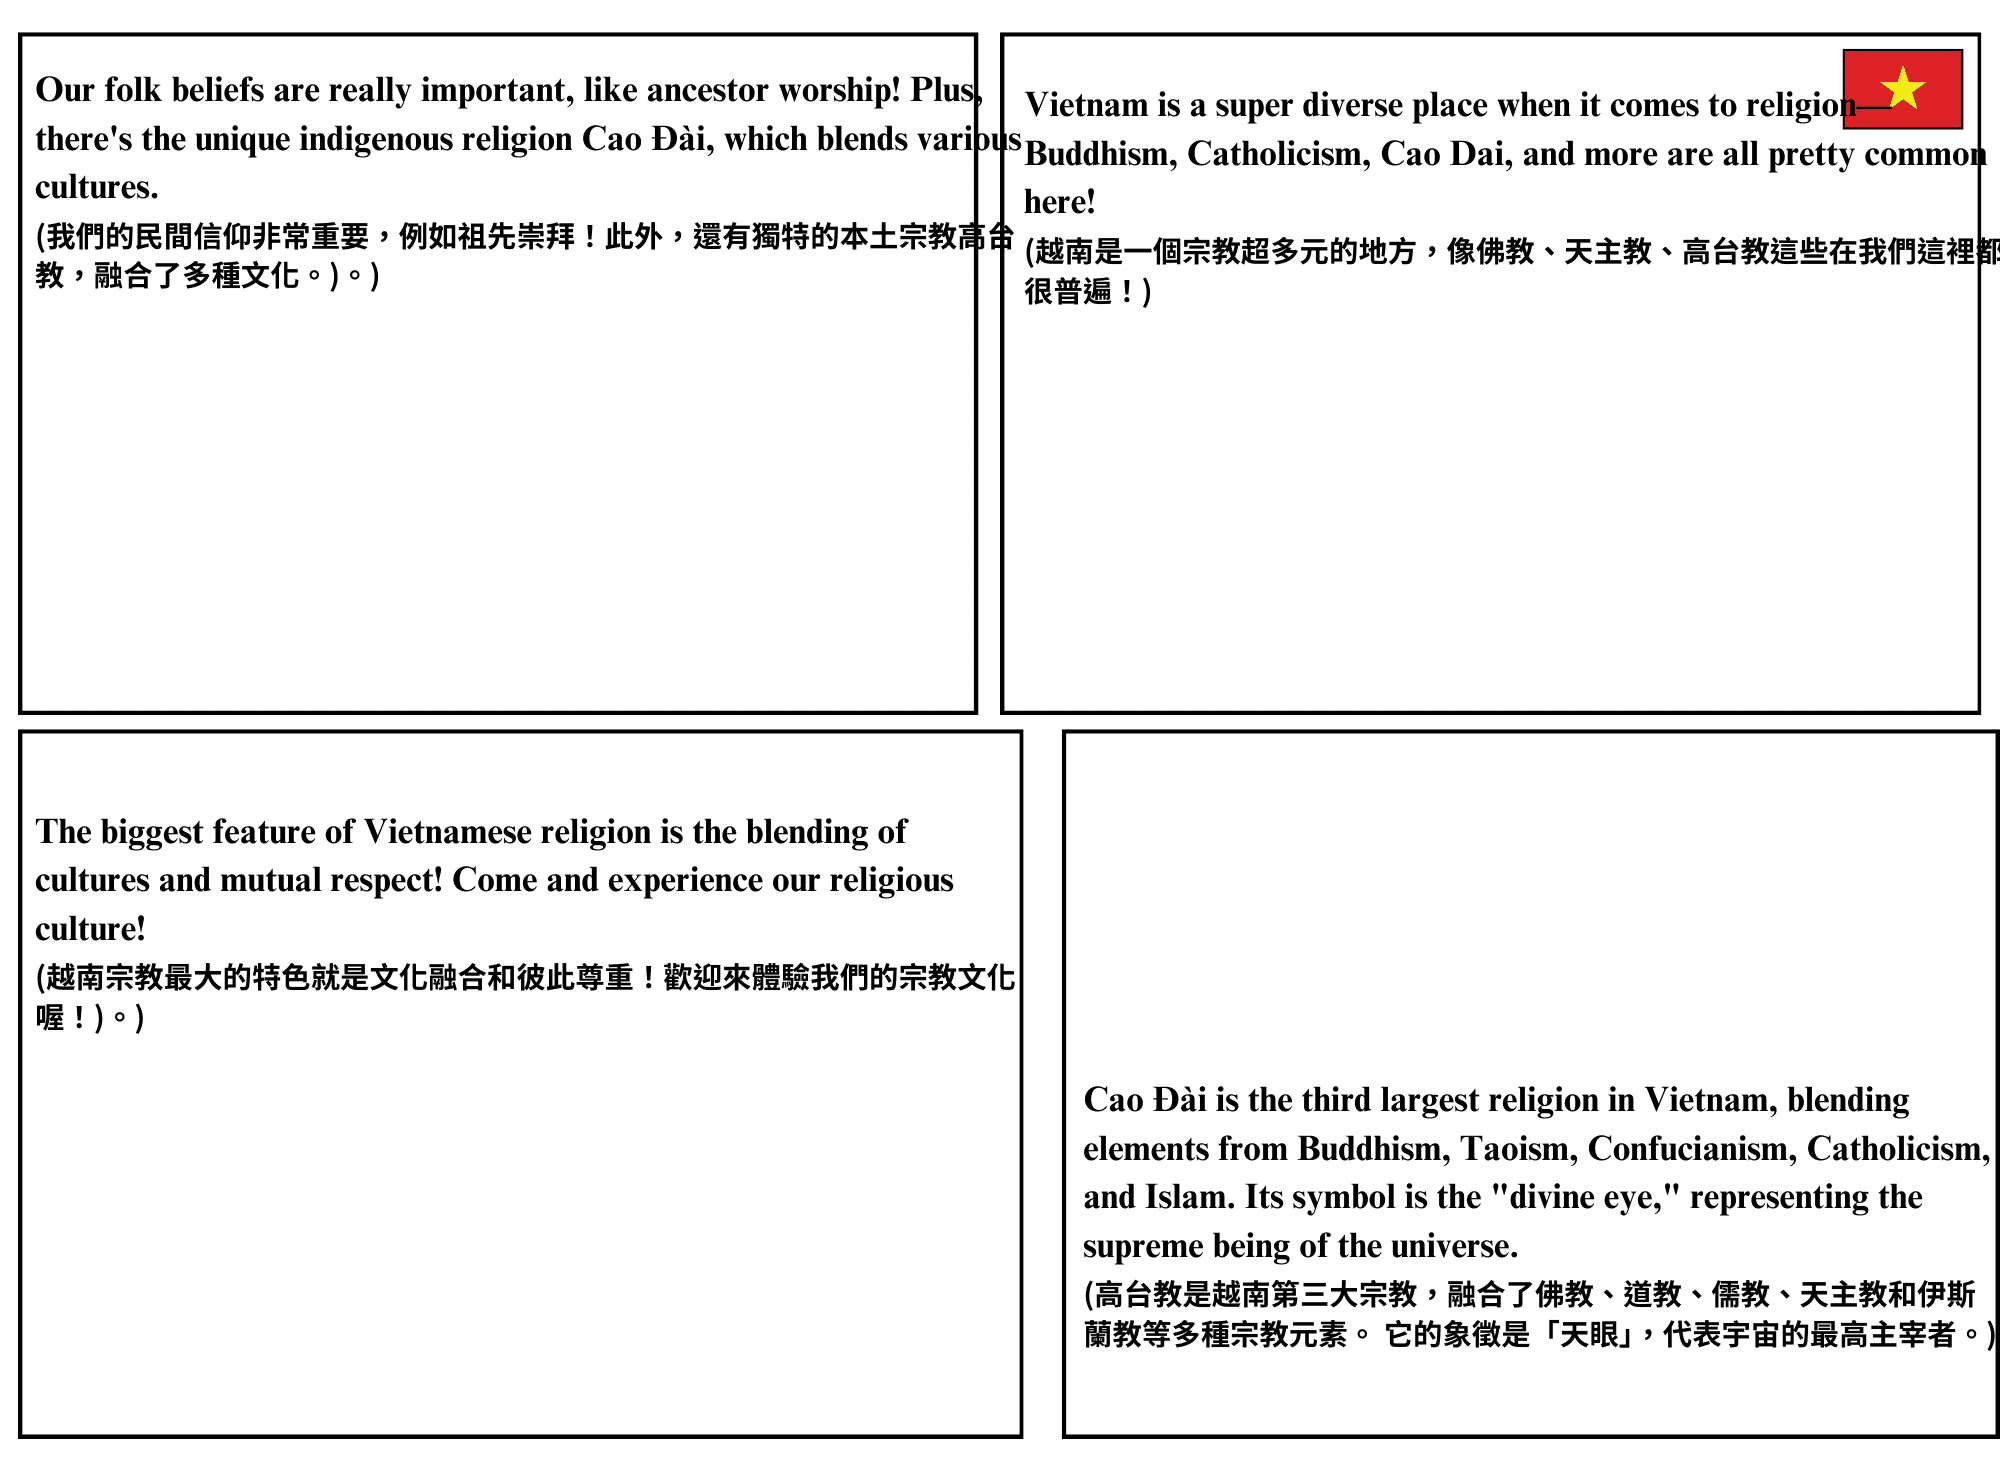 Our folk beliefs are really important, like ancestor worship! Plus,
there's the unique indigenous religion Cao Đài, which blends various
cultures.
(我們的民間信仰非常重要，例如祖先崇拜！此外，還有獨特的本土宗教高台
教，融合了多種文化。)。)
Vietnam is a super diverse place when it comes to religion—
Buddhism, Catholicism, Cao Dai, and more are all pretty common
here!
(越南是一個宗教超多元的地方，像佛教、天主教、高台教這些在我們這裡都
很普遍！)
The biggest feature of Vietnamese religion is the blending of
cultures and mutual respect! Come and experience our religious
culture!
(越南宗教最大的特色就是文化融合和彼此尊重！歡迎來體驗我們的宗教文化
喔！)。)
Cao Đài is the third largest religion in Vietnam, blending
elements from Buddhism, Taoism, Confucianism, Catholicism,
and Islam. Its symbol is the "divine eye," representing the
supreme being of the universe.
(高台教是越南第三大宗教，融合了佛教、道教、儒教、天主教和伊斯
蘭教等多種宗教元素。 它的象徵是「天眼」，代表宇宙的最高主宰者。)